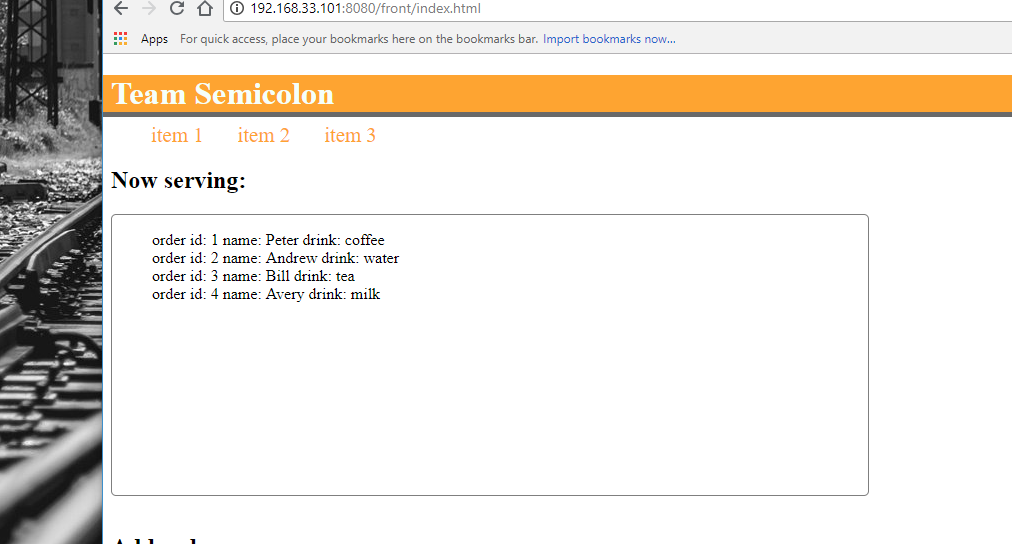 192.168.33.101:8080/front/index.html
Apps For quick access, place your bookmarks here on the bookmarks bar. Import bookmarks now...
Team Semicolon
item 1 item 2 item 3
Now serving:
order id: 1 name: Peter drink: coffee
order id: 2 name: Andrew drink: water
order id: 3 name: Bill drink: tea
order id: 4 name: Avery drink: milk